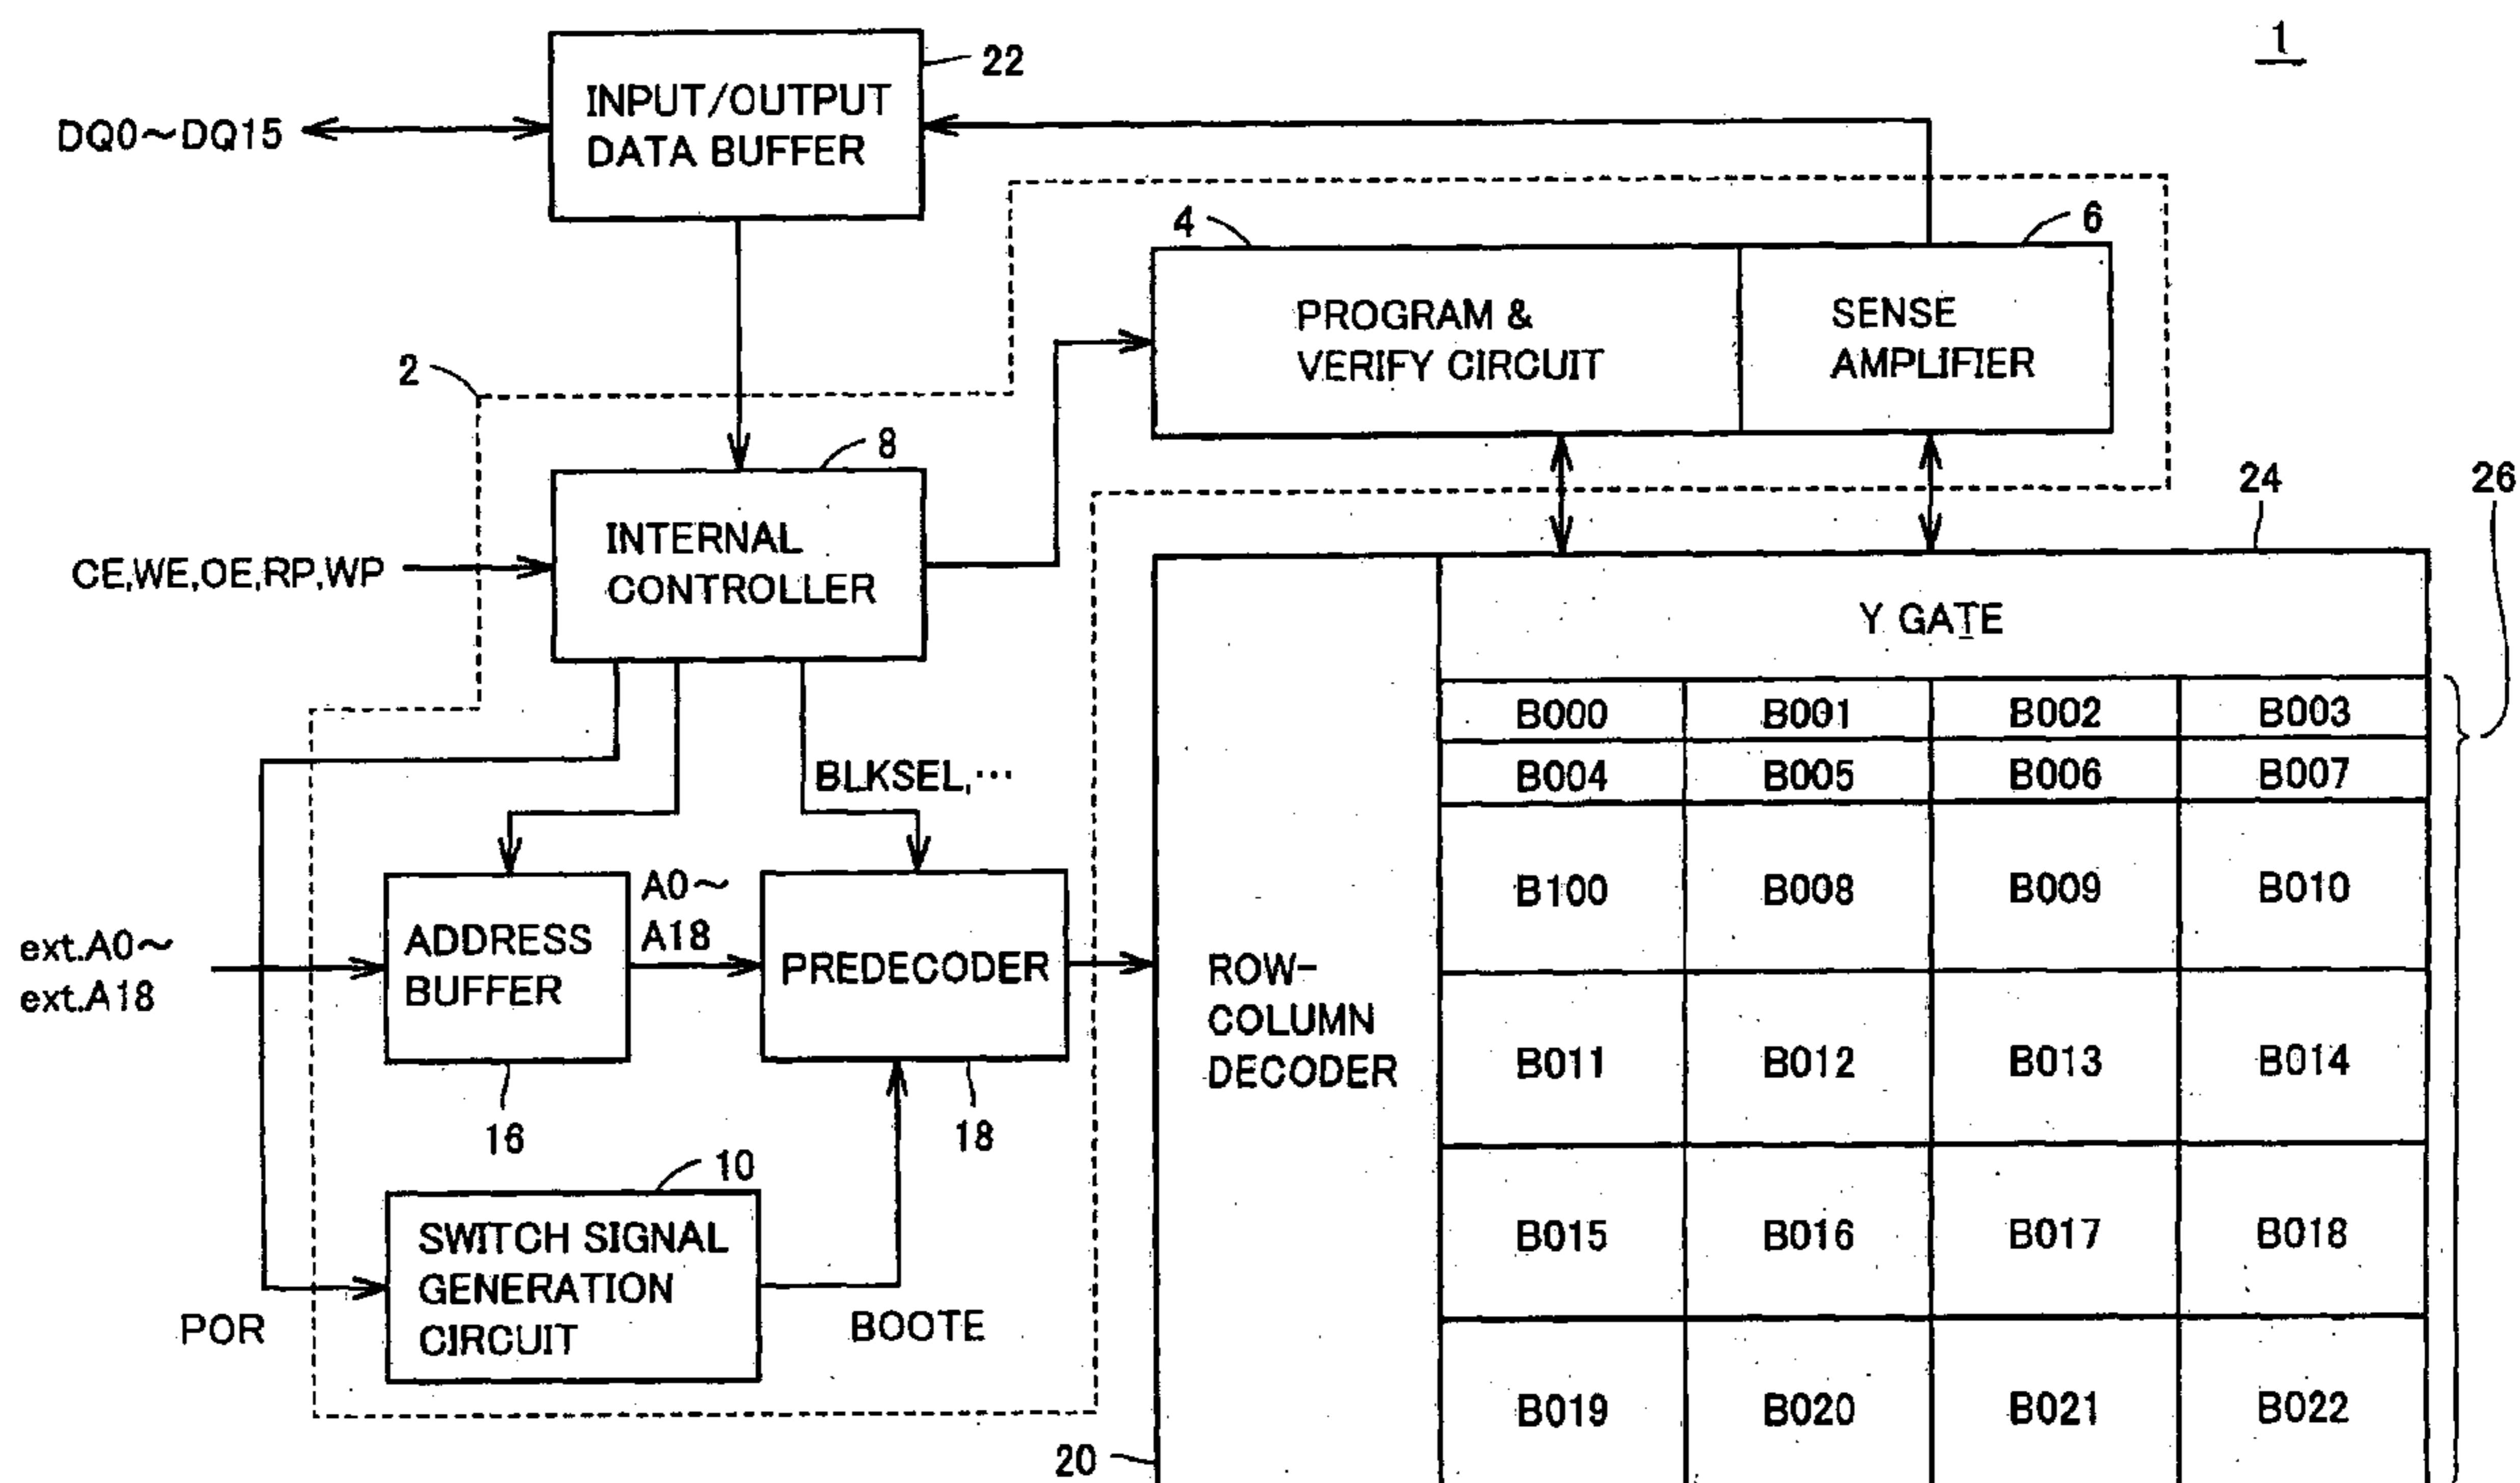 1
22
INPUT/OUTPUT
DATA BUFFER
DQ0~DQ15
4
6
PROGRAM &
VERIFY CIRCUIT
SENSE
AMPLIFIER
2
8
INTERNAL
CONTROLLER
CE,WE,OE,RP,WP
24
26
Y GATE
B000 B001 B002 B003
B004 B005 B006 B007
B100 B008 B009 B010
B011 B012 B013 B014
B015 B016 B017 B018
B019 B020 B021 B022
BLKSEL,···
ext.A0~
ext.A18
ADDRESS
BUFFER
A0~
A18
PREDECODER
ROW-
COLUMN
DECODER
16
18
10
SWITCH SIGNAL
GENERATION
CIRCUIT
POR
BOOTE
20